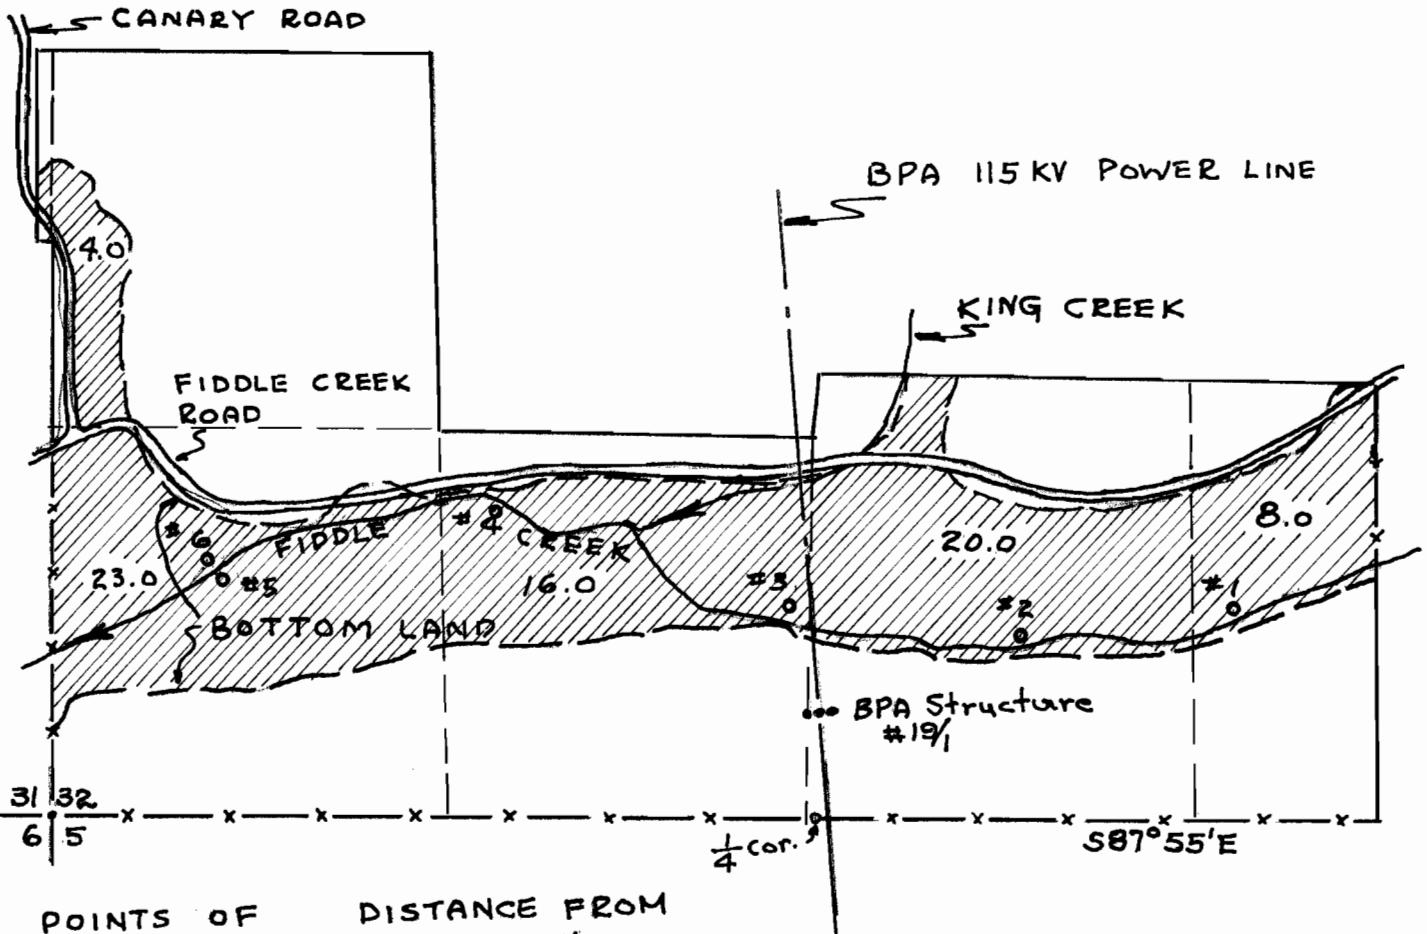 CANARY ROAD
BPA 115 KV POWER LINE
4.0
KING CREEK
FIDDLE CREEK
ROAD
#4
8.0
#6
FIDDLE
CREEK
20.0
23.0
#5
16.0
#3
#1
#2
BOTTOM LAND
BPA Structure
#19/1
31 32
6 5
1/4 cor.
S87°55'E
POINTS OF DISTANCE FROM